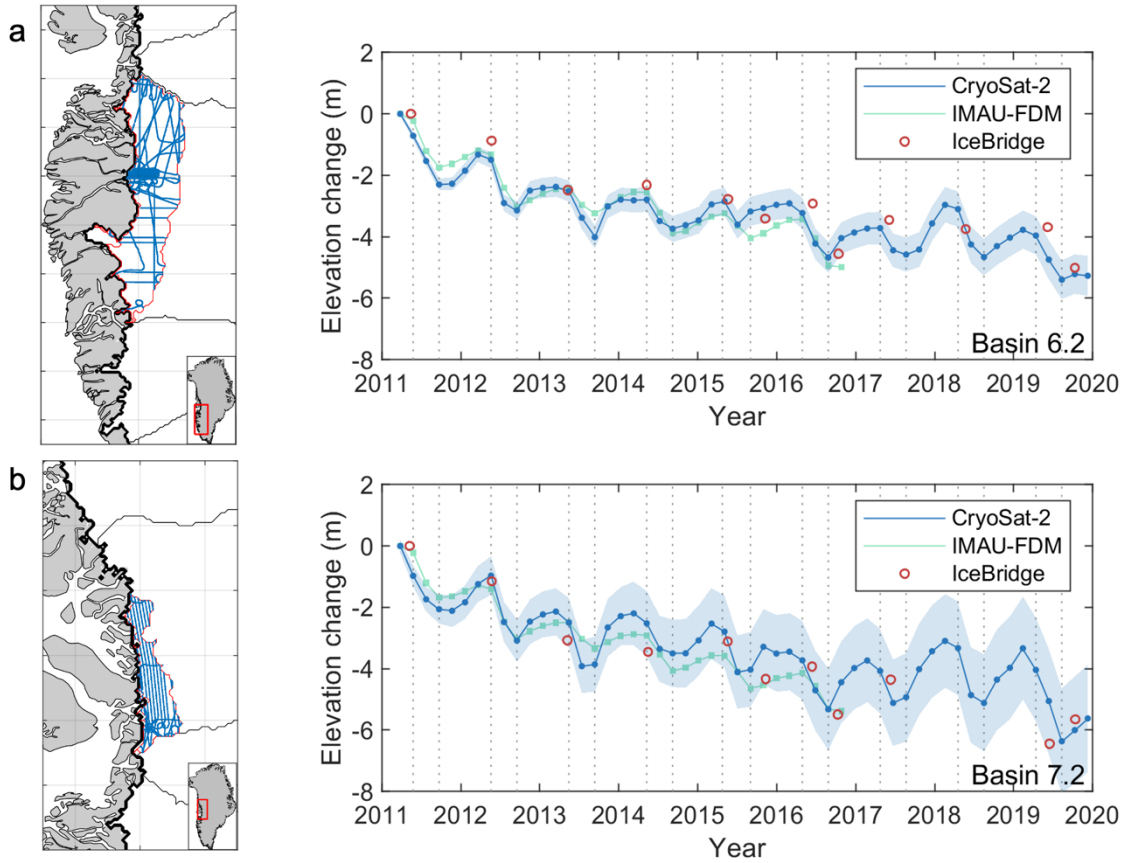 a
Elevation change (m)
2
0
-2
-4
-6
-8
CryoSat-2
IMAU-FDM
IceBridge
Basin 6.2
2011 2012 2013 2014 2015 2016 2017 2018 2019 2020
Year
b
Elevation change (m)
2
0
-2
-4
-6
-8
CryoSat-2
IMAU-FDM
IceBridge
Basin 7.2
2011 2012 2013 2014 2015 2016 2017 2018 2019 2020
Year